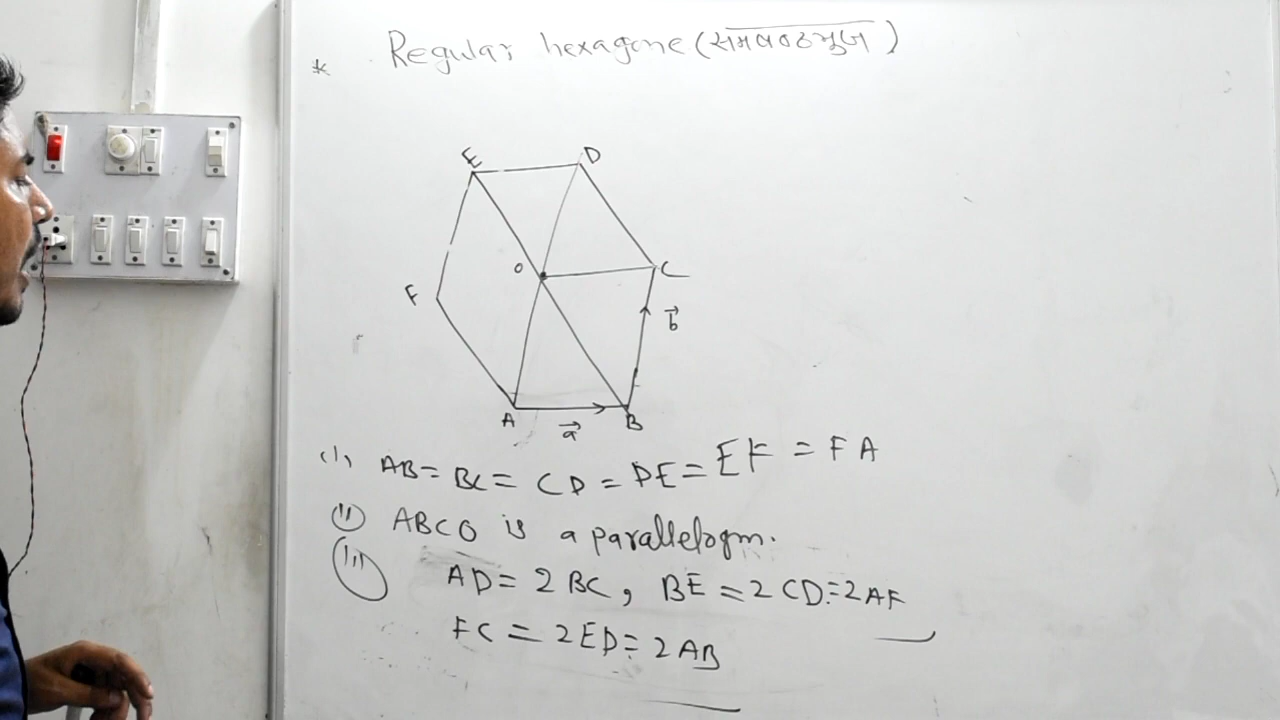 * Regular hexagone (समषठभुज)
E D
O C
F
b
A a B
(i) AB = BC = CD = DE = EF = FA
(ii) ABCO is a parallelogm.
(iii) AD = 2BC, BE = 2CD = 2AF
FC = 2ED = 2AB